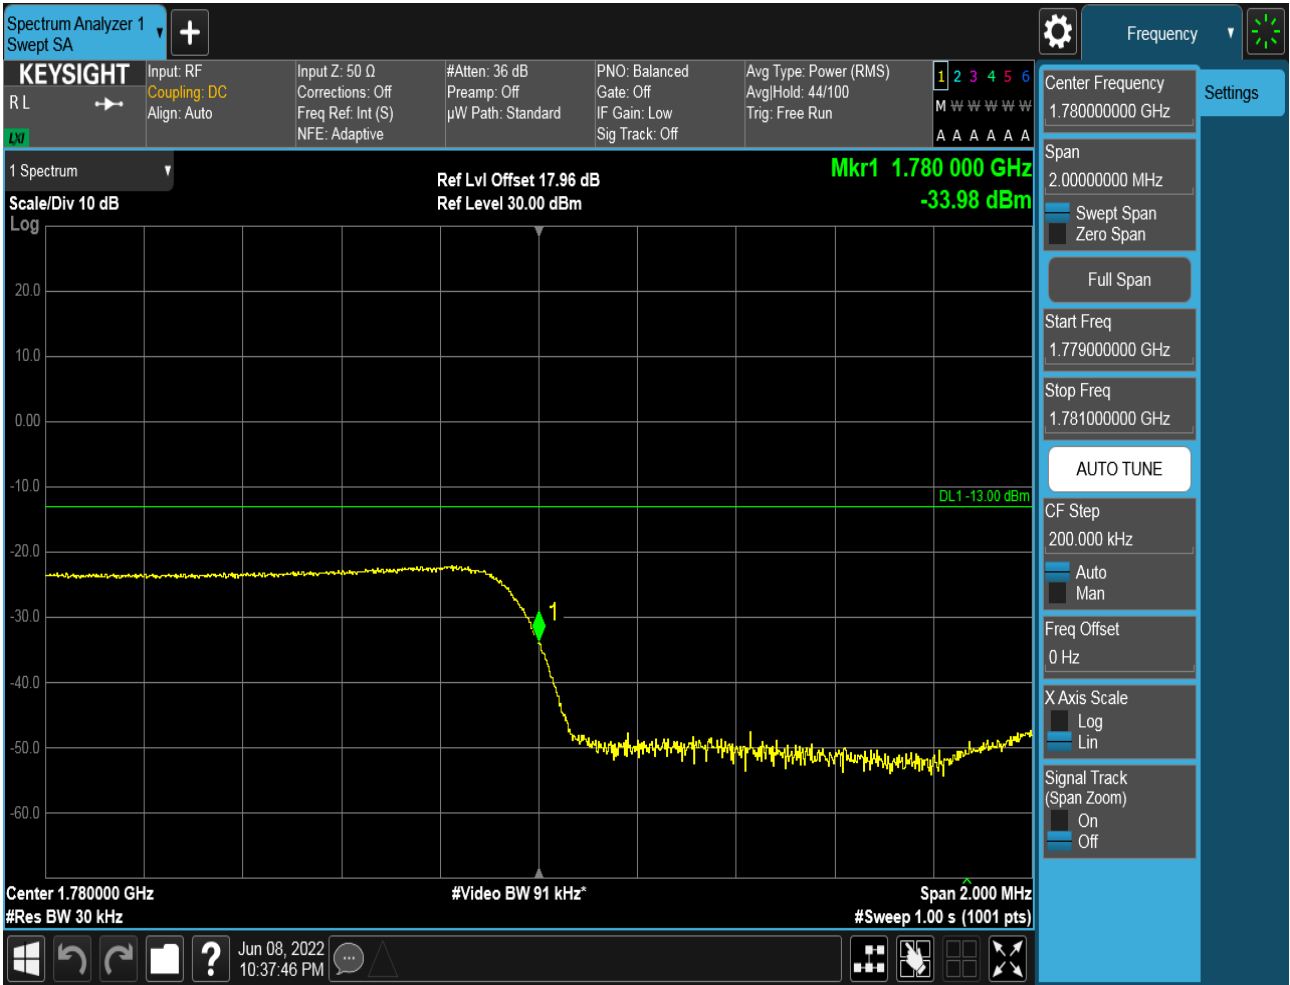 Spectrum Analyzer 1
Swept SA
Frequency
KEYSIGHT
R L
LXI
Input: RF
Coupling: DC
Align: Auto
Input Z: 50 Ω
Corrections: Off
Freq Ref: Int (S)
NFE: Adaptive
#Atten: 36 dB
Preamp: Off
µW Path: Standard
PNO: Balanced
Gate: Off
IF Gain: Low
Sig Track: Off
Avg Type: Power (RMS)
Avg|Hold: 44/100
Trig: Free Run
1 2 3 4 5 6
M W W W W W
A A A A A A
1 Spectrum
Scale/Div 10 dB
Log
Ref Lvl Offset 17.96 dB
Ref Level 30.00 dBm
Mkr1 1.780 000 GHz
-33.98 dBm
20.0
10.0
0.00
-10.0
-20.0
-30.0
-40.0
-50.0
-60.0
DL1 -13.00 dBm
1
Center 1.780000 GHz
#Res BW 30 kHz
#Video BW 91 kHz*
Span 2.000 MHz
#Sweep 1.00 s (1001 pts)
Center Frequency
1.780000000 GHz
Span
2.00000000 MHz
Swept Span
Zero Span
Full Span
Start Freq
1.779000000 GHz
Stop Freq
1.781000000 GHz
AUTO TUNE
CF Step
200.000 kHz
Auto
Man
Freq Offset
0 Hz
X Axis Scale
Log
Lin
Signal Track
(Span Zoom)
On
Off
Settings
?
Jun 08, 2022
10:37:46 PM